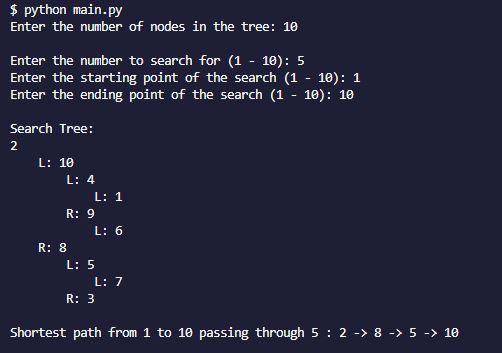 $ python main.py
Enter the number of nodes in the tree: 10
Enter the number to search for (1 - 10): 5
Enter the starting point of the search (1 - 10): 1
Enter the ending point of the search (1 - 10): 10
Search Tree:
2
L: 10
L: 4
L: 1
R: 9
L: 6
R: 8
L: 5
L: 7
R: 3
Shortest path from 1 to 10 passing through 5 : 2 -> 8 -> 5 -> 10